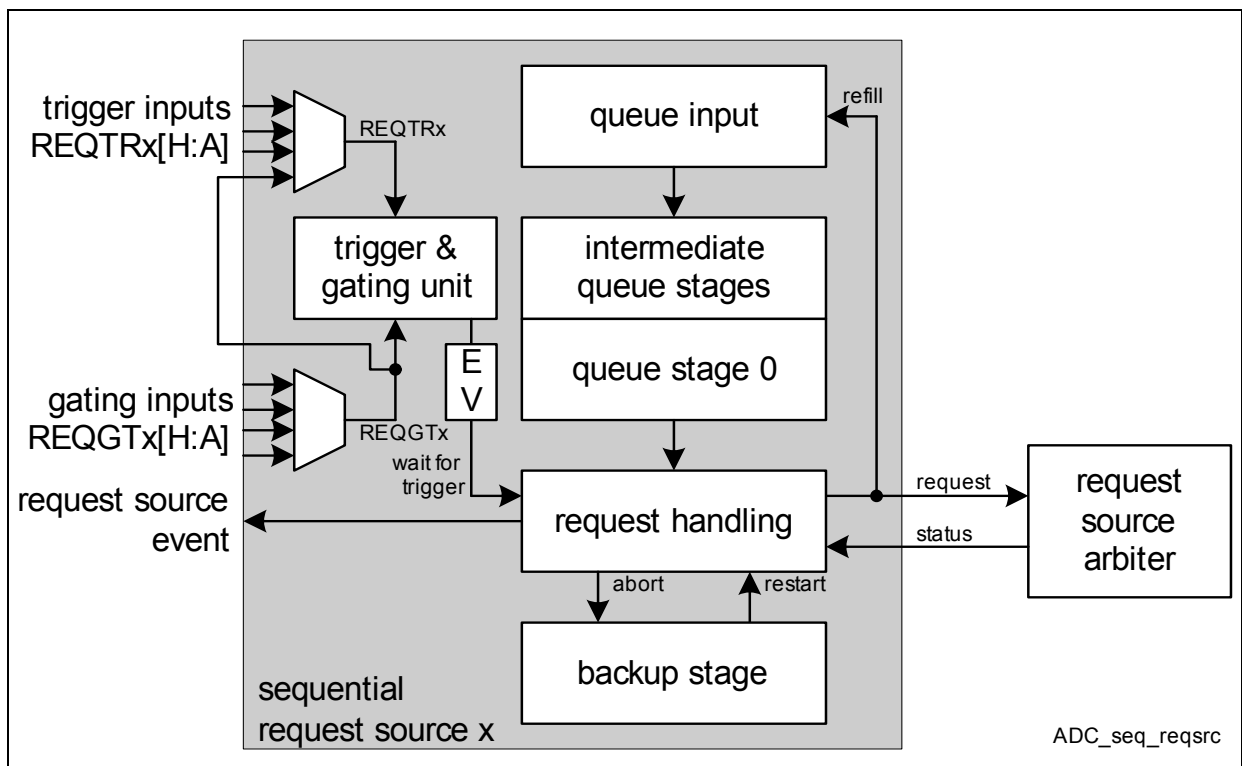 trigger inputs
REQTRx[H:A]
REQTRx
queue input
refill
trigger &
gating unit
intermediate
queue stages
E
V
queue stage 0
gating inputs
REQGTx[H:A]
REQGTx
wait for
trigger
request source
event
request handling
request
status
request
source
arbiter
abort
restart
backup stage
sequential
request source x
ADC_seq_reqsrc